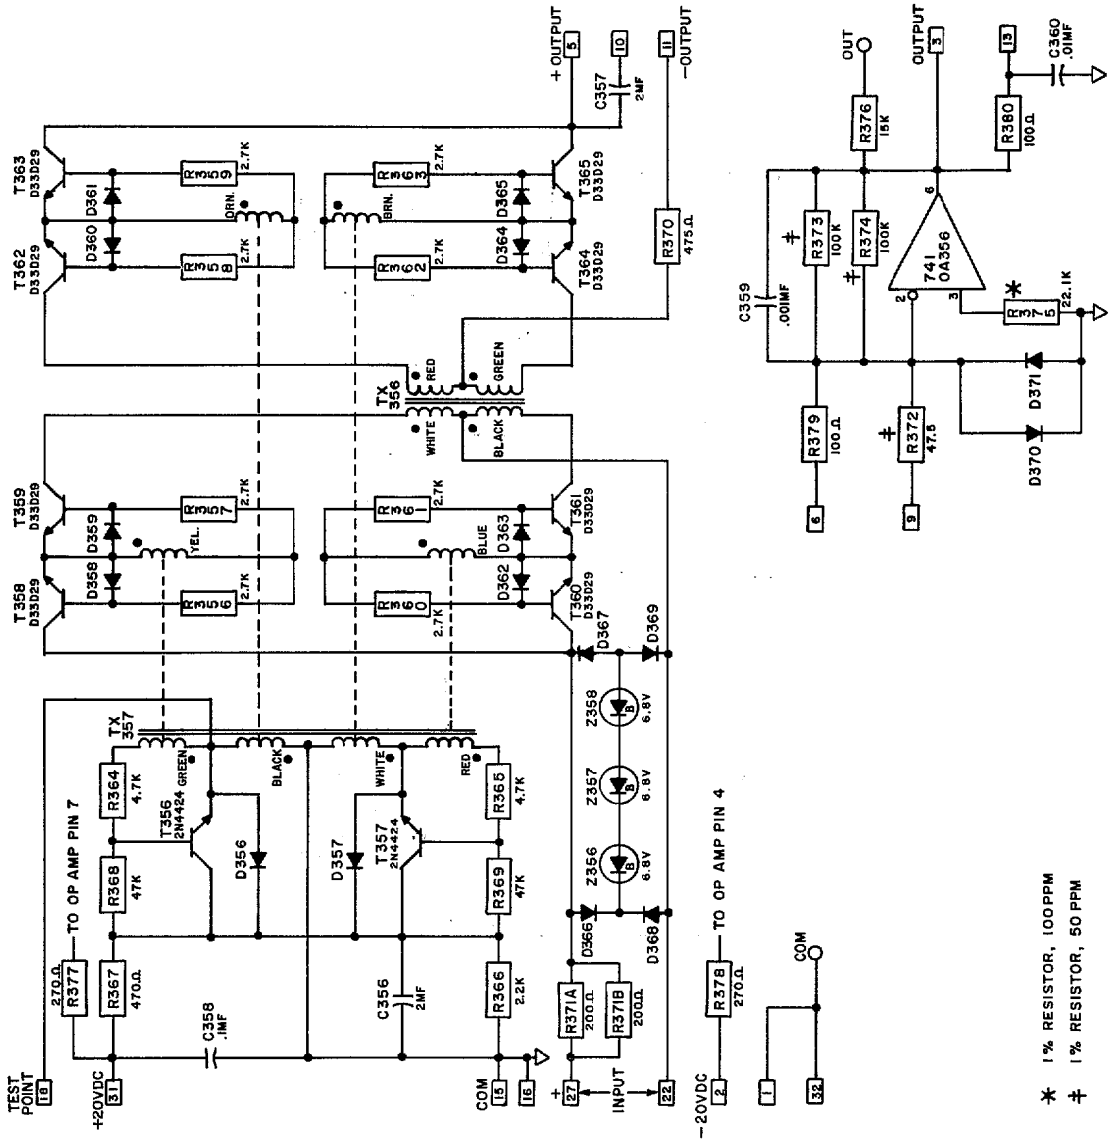 TEST
POINT
18
+20VDC
31
270Ω
R377
TO OP AMP PIN 7
R367
470Ω
R368
47K
R364
4.7K
C358
.1MF
T356
2N4424
D356
GREEN
TX
357
BLACK
WHITE
RED
D357
T357
2N4424
C356
2MF
R366
2.2K
R369
47K
R365
4.7K
COM
15
16
+
27
INPUT
22
R371A
200Ω
R371B
200Ω
D366
D368
Z356
6.8V
B
Z357
6.8V
B
Z358
6.8V
B
D367
D369
-20VDC
2
R378
270Ω
TO OP AMP PIN 4
1
32
COM
T358
D33D29
T359
D33D29
D358
D359
YEL.
R356
2.7K
R357
2.7K
R360
2.7K
R361
2.7K
BLUE
D362
D363
T360
D33D29
T361
D33D29
TX
356
WHITE
BLACK
RED
GREEN
T362
D33D29
T363
D33D29
D360
D361
ORN.
R358
2.7K
R359
2.7K
R362
2.7K
R363
2.7K
BRN.
D364
D365
T364
D33D29
T365
D33D29
R370
475Ω
+OUTPUT
5
C357
2MF
10
11
-OUTPUT
6
R379
100Ω
9
R372
47.5
D370
D371
C359
.001MF
R373
100K
R374
100K
741
OA356
2
3
6
R375
22.1K
R376
15K
OUT
OUTPUT
3
R380
100Ω
13
C360
.01MF
* 1% RESISTOR, 100PPM
‡ 1% RESISTOR, 50 PPM